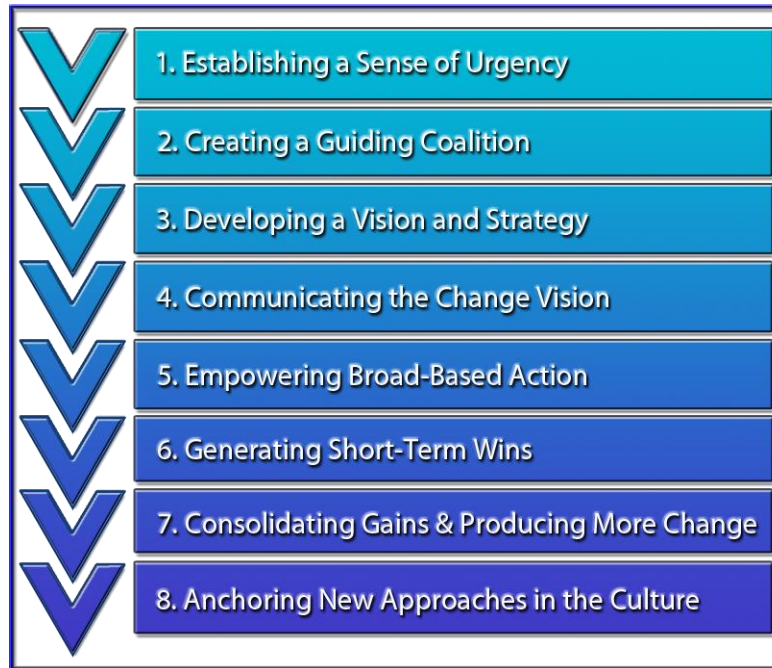 1. Establishing a Sense of Urgency
2. Creating a Guiding Coalition
3. Developing a Vision and Strategy
4. Communicating the Change Vision
5. Empowering Broad-Based Action
6. Generating Short-Term Wins
7. Consolidating Gains & Producing More Change
8. Anchoring New Approaches in the Culture